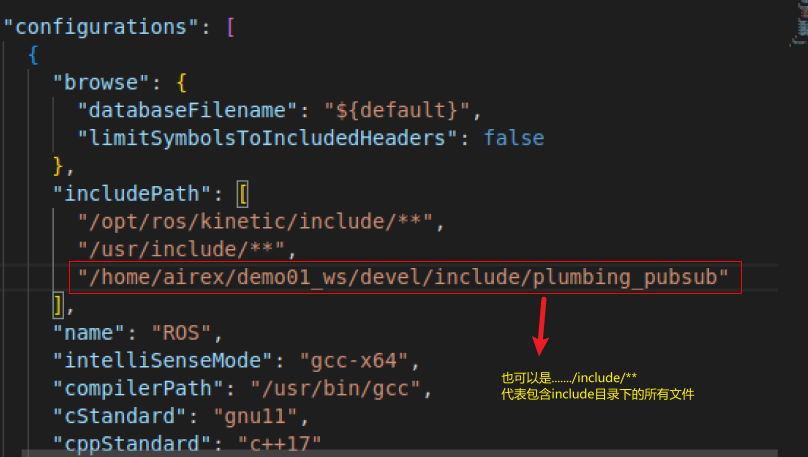 "configurations": [
{
"browse": {
"databaseFilename": "${default}",
"limitSymbolsToIncludedHeaders": false
},
"includePath": [
"/opt/ros/kinetic/include/**",
"/usr/include/**",
"/home/airex/demo01_ws/devel/include/plumbing_pubsub"
],
"name": "ROS",
"intelliSenseMode": "gcc-x64",
"compilerPath": "/usr/bin/gcc",
"cStandard": "gnu11",
"cppStandard": "c++17"
也可以是......./include/**
代表包含include目录下的所有文件